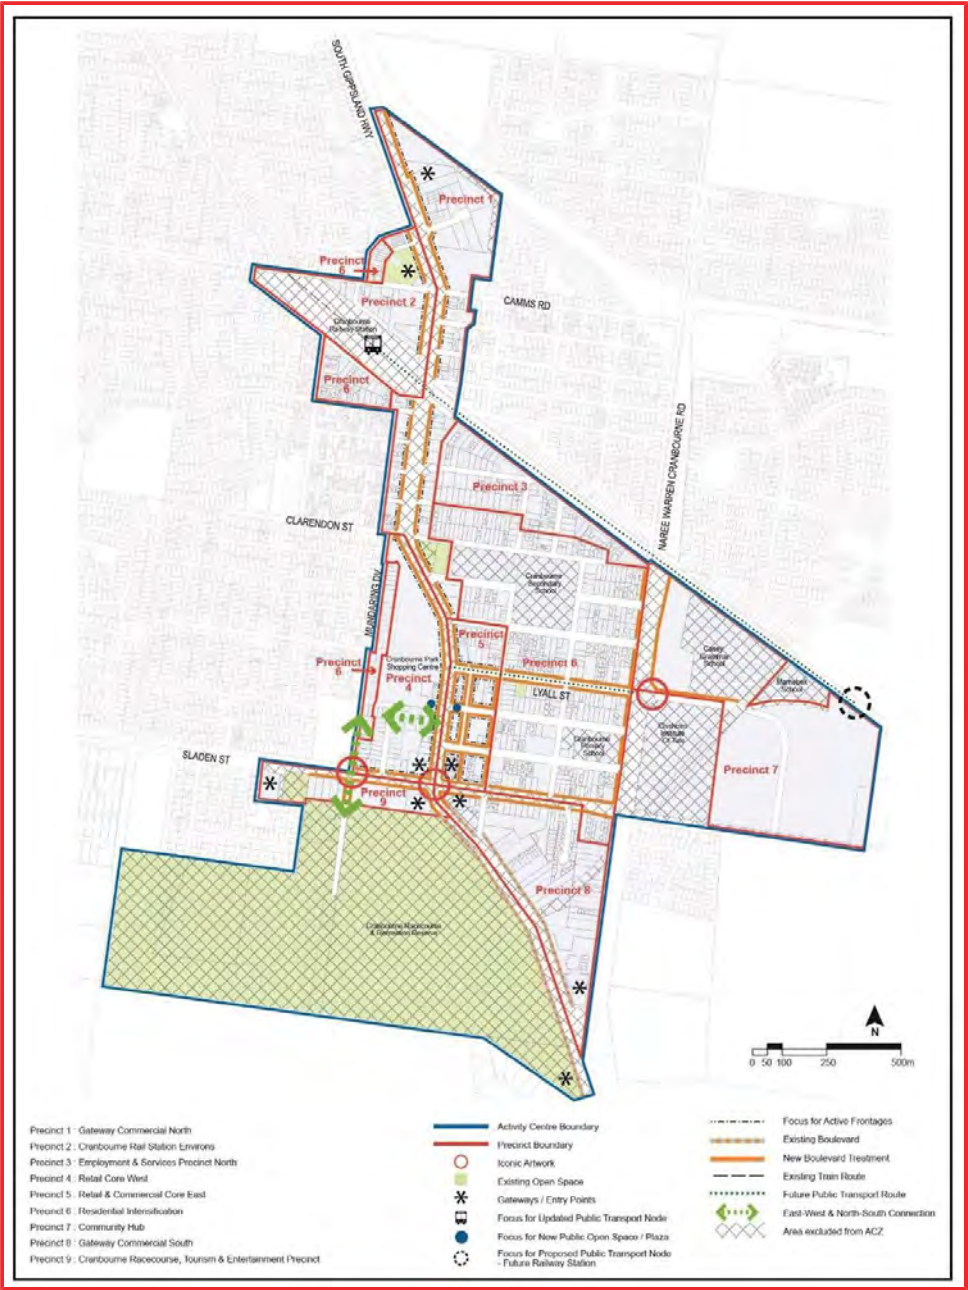 SOUTH GIPPSLAND HWY
Precinct 1
Precinct
6
Precinct 2
CAMMS RD
Cranbourne
Railway Station
Precinct
6
NAREE WARREN CRANBOURNE RD
Precinct 3
CLARENDON ST
Cranbourne
Secondary
School
MUNDARING DV
Precinct
5
Casey
Grammar
School
Precinct
6
Cranbourne Park
Shopping Centre
Precinct
4
Precinct 6
Marnebek
School
LYALL ST
Chisholm
Institute
Of Tafe
Cranbourne
Primary
School
SLADEN ST
Precinct 7
Precinct
9
Precinct 8
Cranbourne Racecourse
& Recreation Reserve
N
0 50 100 250 500m
Precinct 1 : Gateway Commercial North
Precinct 2 : Cranbourne Rail Station Environs
Precinct 3 : Employment & Services Precinct North
Precinct 4 : Retail Core West
Precinct 5 : Retail & Commercial Core East
Precinct 6 : Residential Intensification
Precinct 7 : Community Hub
Precinct 8 : Gateway Commercial South
Precinct 9 : Cranbourne Racecourse, Tourism & Entertainment Precinct
Activity Centre Boundary
Precinct Boundary
Iconic Artwork
Existing Open Space
Gateways / Entry Points
Focus for Updated Public Transport Node
Focus for New Public Open Space / Plaza
Focus for Proposed Public Transport Node
- Future Railway Station
Focus for Active Frontages
Existing Boulevard
New Boulevard Treatment
Existing Train Route
Future Public Transport Route
East-West & North-South Connection
Area excluded from ACZ